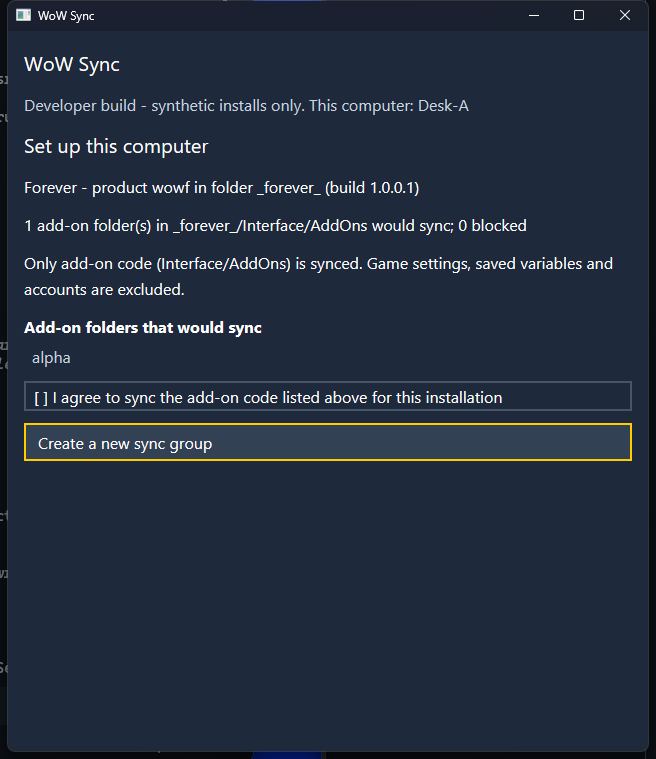 WoW Sync
WoW Sync
Developer build - synthetic installs only. This computer: Desk-A
Set up this computer
Forever - product wowf in folder _forever_ (build 1.0.0.1)
1 add-on folder(s) in _forever_/Interface/AddOns would sync; 0 blocked
Only add-on code (Interface/AddOns) is synced. Game settings, saved variables and
accounts are excluded.
Add-on folders that would sync
alpha
[ ] I agree to sync the add-on code listed above for this installation
Create a new sync group